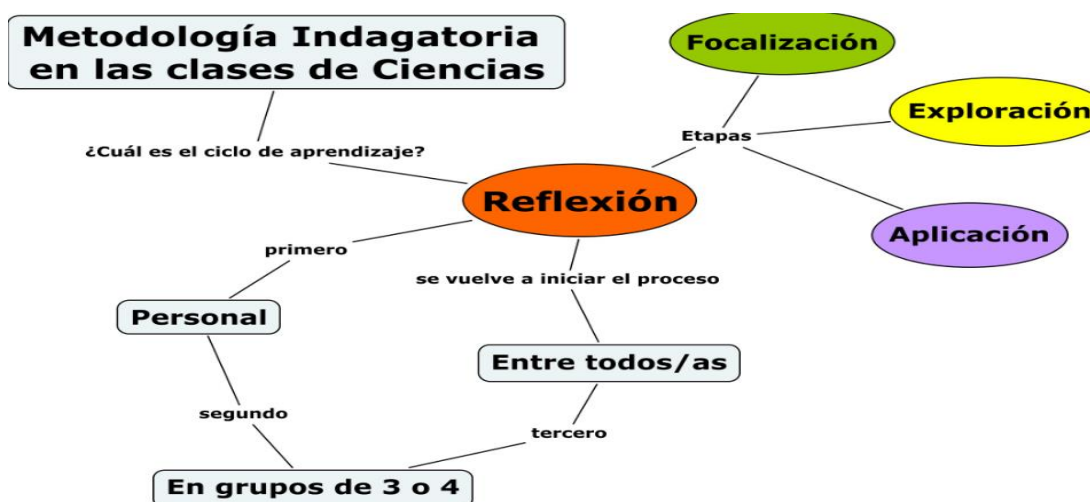 Metodología Indagatoria
en las clases de Ciencias
Focalización
Exploración
Etapas
¿Cuál es el ciclo de aprendizaje?
Reflexión
Aplicación
primero
se vuelve a iniciar el proceso
Personal
Entre todos/as
segundo
tercero
En grupos de 3 o 4